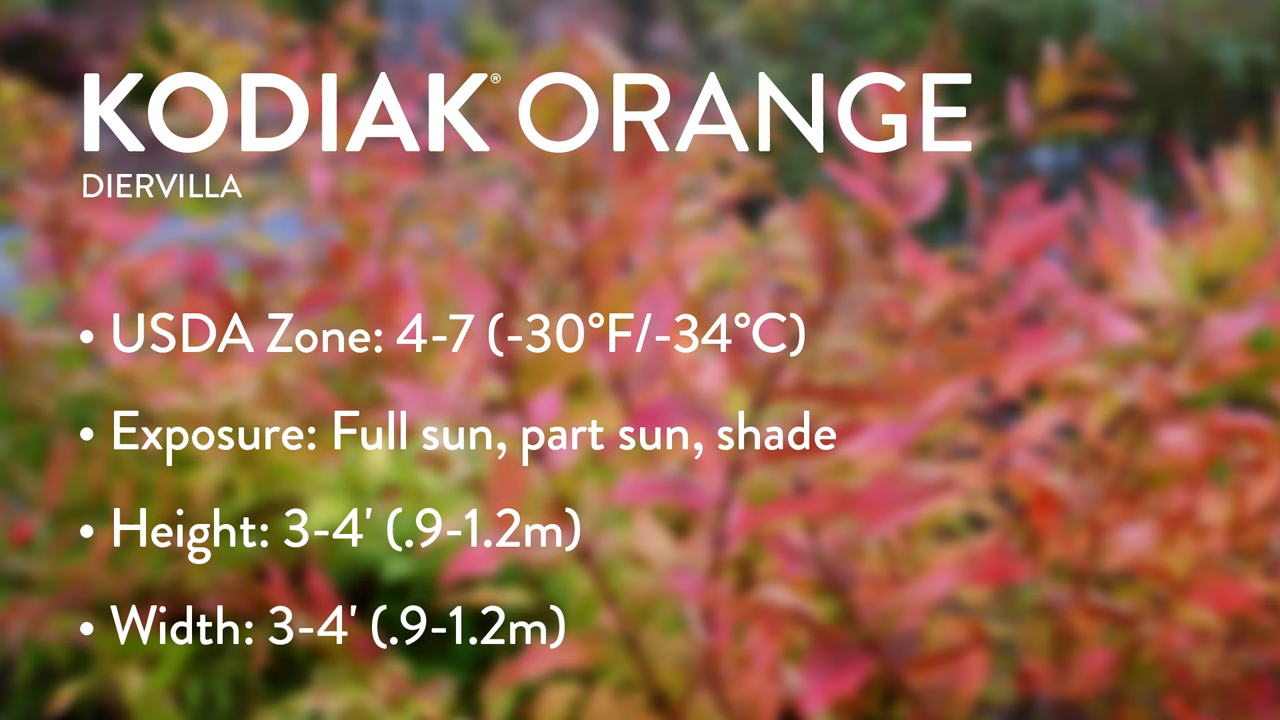 KODIAK® ORANGE
DIERVILLA
• USDA Zone: 4-7 (-30°F/-34°C)
• Exposure: Full sun, part sun, shade
• Height: 3-4' (.9-1.2m)
• Width: 3-4' (.9-1.2m)